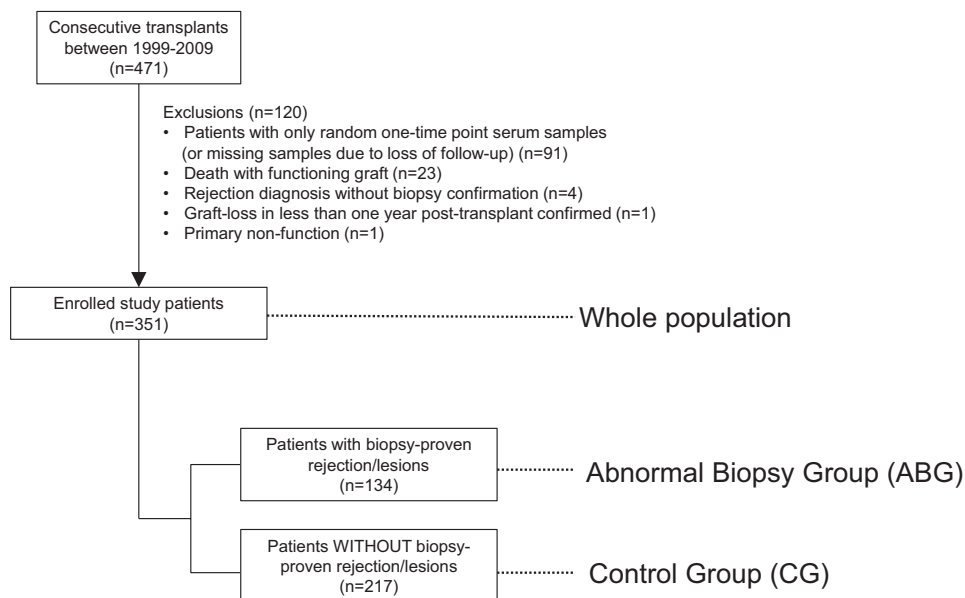 Consecutive transplants
between 1999-2009
(n=471)
Exclusions (n=120)
• Patients with only random one-time point serum samples
(or missing samples due to loss of follow-up) (n=91)
• Death with functioning graft (n=23)
• Rejection diagnosis without biopsy confirmation (n=4)
• Graft-loss in less than one year post-transplant confirmed (n=1)
• Primary non-function (n=1)
Enrolled study patients
(n=351)
Whole population
Patients with biopsy-proven
rejection/lesions
(n=134)
Abnormal Biopsy Group (ABG)
Patients WITHOUT biopsy-
proven rejection/lesions
(n=217)
Control Group (CG)